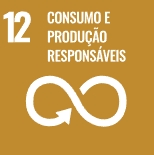 12 CONSUMO E
PRODUÇÃO
RESPONSÁVEIS